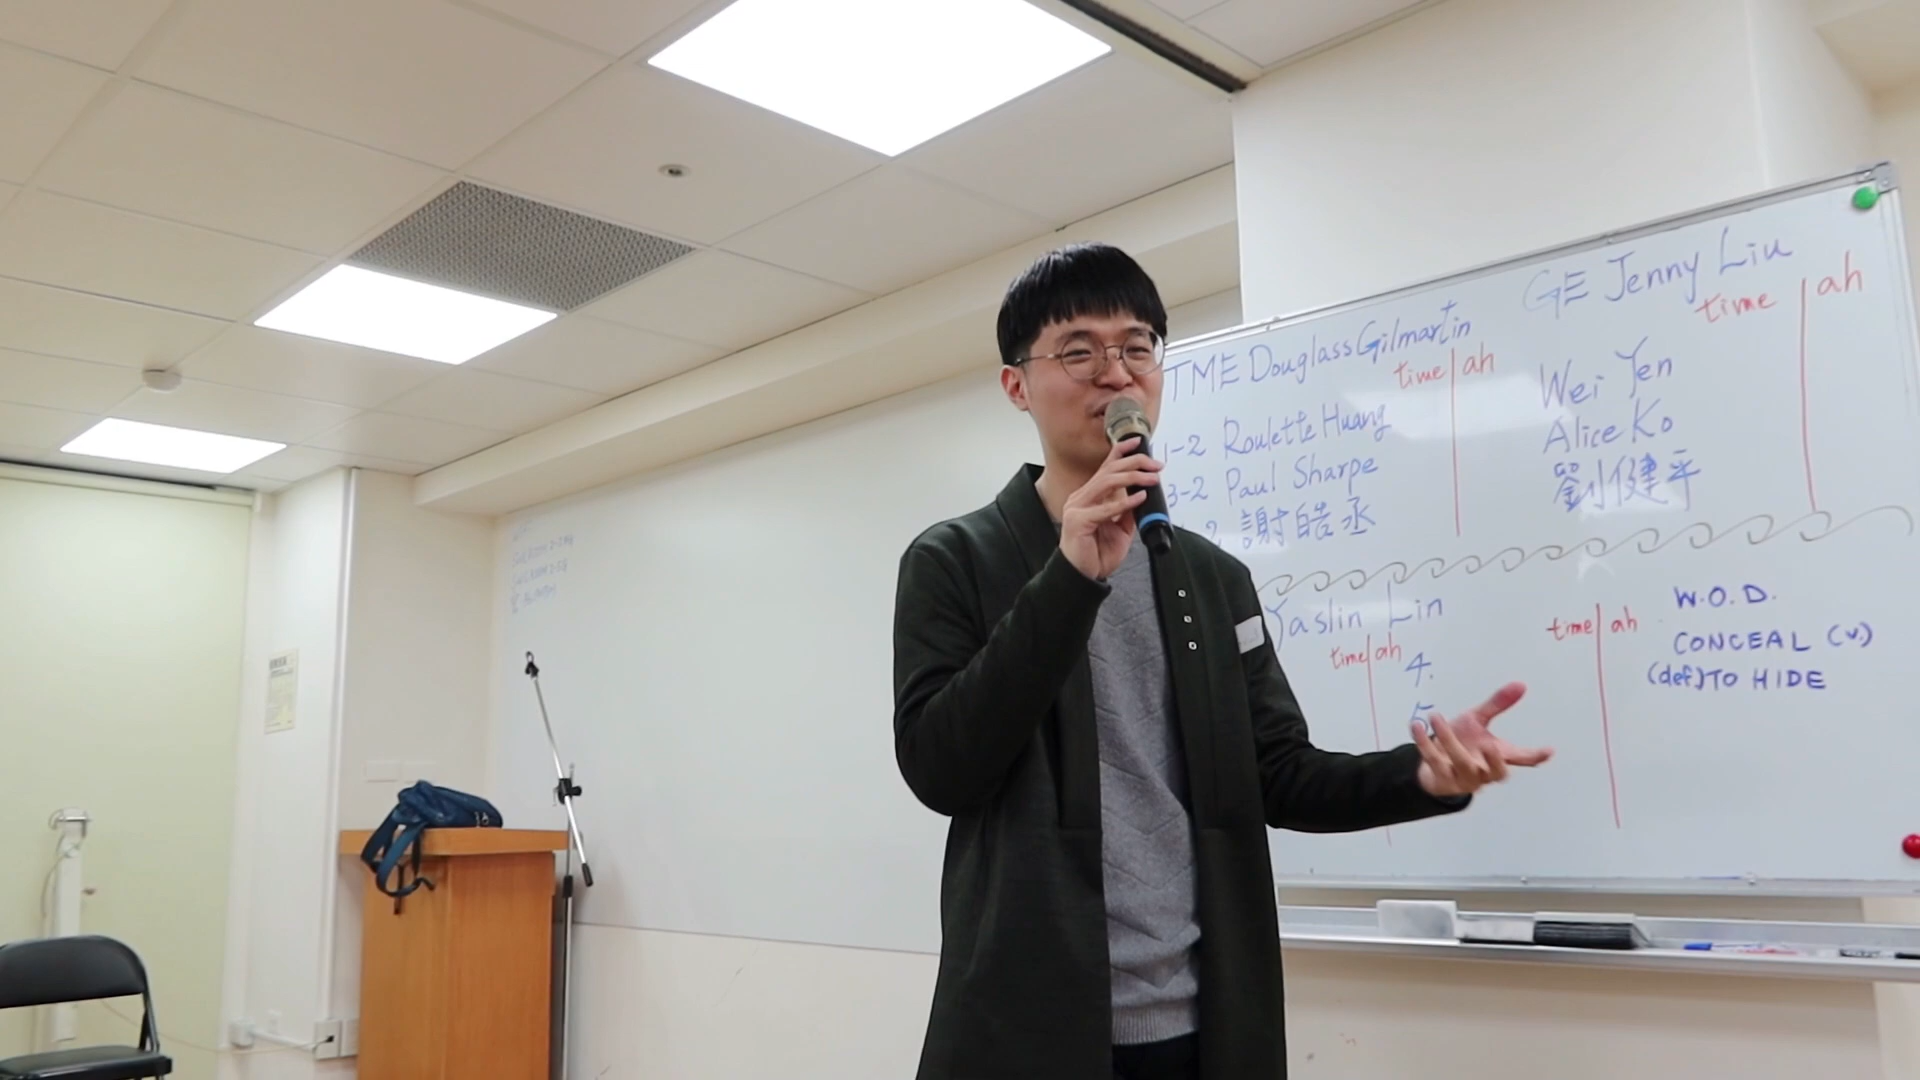 GE Jenny Liu
TME Douglass Gilmartin
time ah
time ah
1-2 Roulette Huang
3-2 Paul Sharpe
-2 謝皓丞
Wei Yen
Alice Ko
劉健平
Yaslin Lin
time ah
4.
5.
time ah
W.O.D.
CONCEAL (v.)
(def) TO HIDE